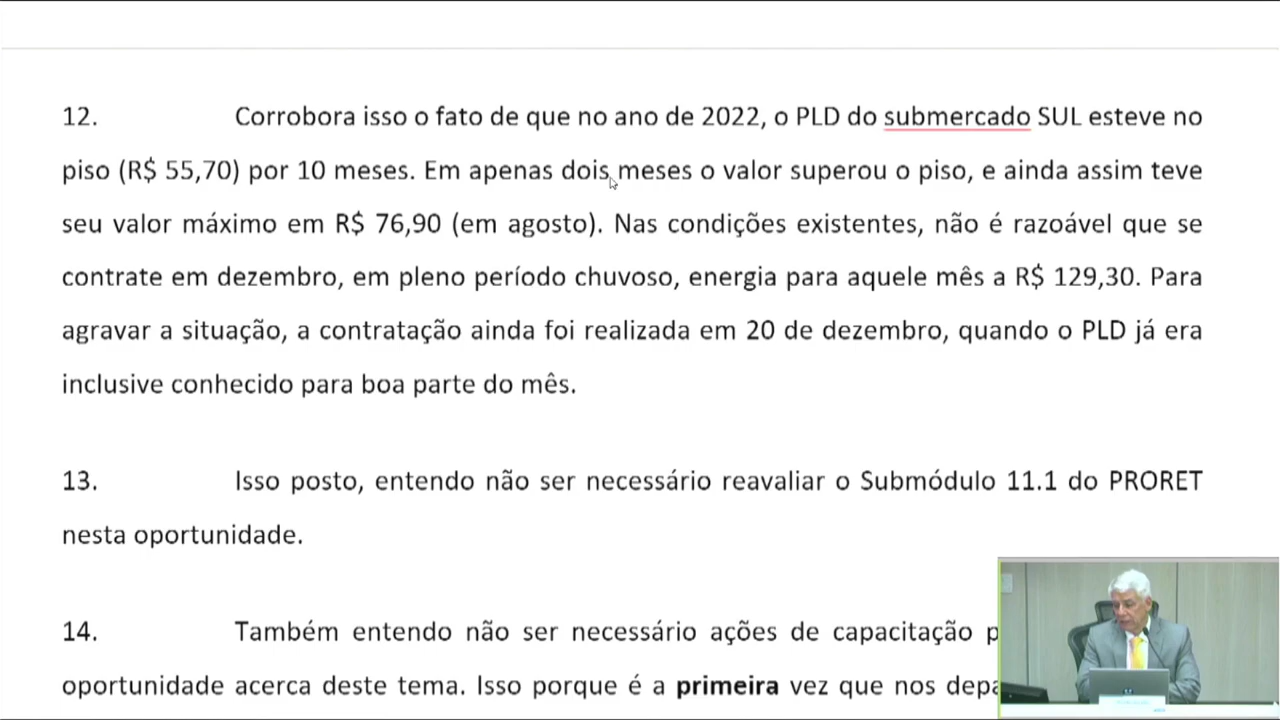 12. Corrobora isso o fato de que no ano de 2022, o PLD do submercado SUL esteve no
piso (R$ 55,70) por 10 meses. Em apenas dois meses o valor superou o piso, e ainda assim teve
seu valor máximo em R$ 76,90 (em agosto). Nas condições existentes, não é razoável que se
contrate em dezembro, em pleno período chuvoso, energia para aquele mês a R$ 129,30. Para
agravar a situação, a contratação ainda foi realizada em 20 de dezembro, quando o PLD já era
inclusive conhecido para boa parte do mês.
13. Isso posto, entendo não ser necessário reavaliar o Submódulo 11.1 do PRORET
nesta oportunidade.
14. Também entendo não ser necessário ações de capacitação p
oportunidade acerca deste tema. Isso porque é a primeira vez que nos depa